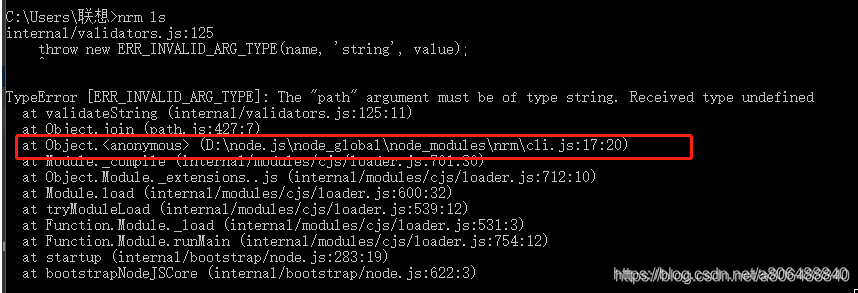 C:\Users\联想>nrm ls
internal/validators.js:125
    throw new ERR_INVALID_ARG_TYPE(name, 'string', value);
    ^
TypeError [ERR_INVALID_ARG_TYPE]: The "path" argument must be of type string. Received type undefined
    at validateString (internal/validators.js:125:11)
    at Object.join (path.js:427:7)
    at Object.<anonymous> (D:\node.js\node_global\node_modules\nrm\cli.js:17:20)
    at Module._compile (internal/modules/cjs/loader.js:701:30)
    at Object.Module._extensions..js (internal/modules/cjs/loader.js:712:10)
    at Module.load (internal/modules/cjs/loader.js:600:32)
    at tryModuleLoad (internal/modules/cjs/loader.js:539:12)
    at Function.Module._load (internal/modules/cjs/loader.js:531:3)
    at Function.Module.runMain (internal/modules/cjs/loader.js:754:12)
    at startup (internal/bootstrap/node.js:283:19)
    at bootstrapNodeJSCore (internal/bootstrap/node.js:622:3)
https://blog.csdn.net/a806488840